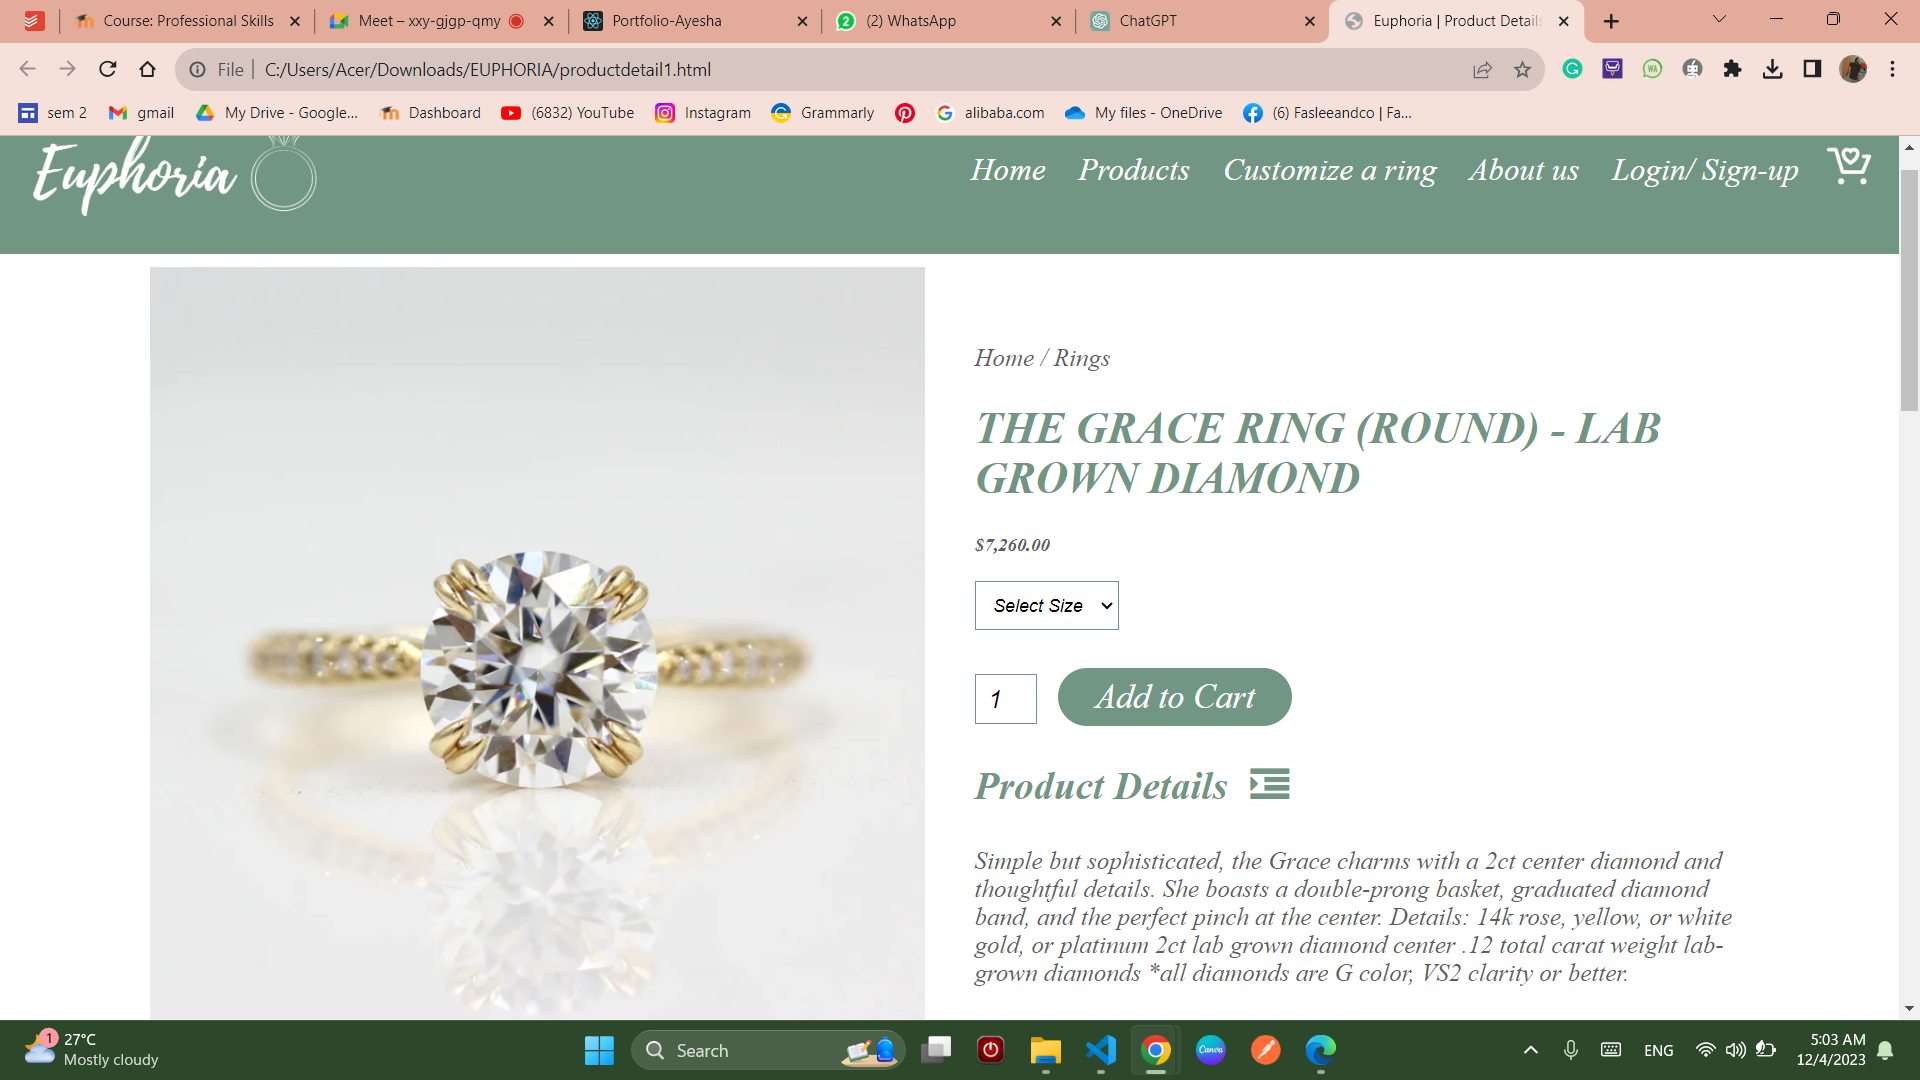 Course: Professional Skills
Meet – xxy-gjgp-qmy
Portfolio-Ayesha
2 (2) WhatsApp
ChatGPT
Euphoria | Product Details
File
C:/Users/Acer/Downloads/EUPHORIA/productdetail1.html
sem 2
gmail
My Drive - Google...
Dashboard
(6832) YouTube
Instagram
Grammarly
alibaba.com
My files - OneDrive
(6) Fasleeandco | Fa...
Euphoria
Home
Products
Customize a ring
About us
Login/ Sign-up
Home / Rings
THE GRACE RING (ROUND) - LAB
GROWN DIAMOND
$7,260.00
Select Size
1
Add to Cart
Product Details
Simple but sophisticated, the Grace charms with a 2ct center diamond and
thoughtful details. She boasts a double-prong basket, graduated diamond
band, and the perfect pinch at the center. Details: 14k rose, yellow, or white
gold, or platinum 2ct lab grown diamond center .12 total carat weight lab-
grown diamonds *all diamonds are G color, VS2 clarity or better.
1
27°C
Mostly cloudy
Search
Canva
ENG
5:03 AM
12/4/2023